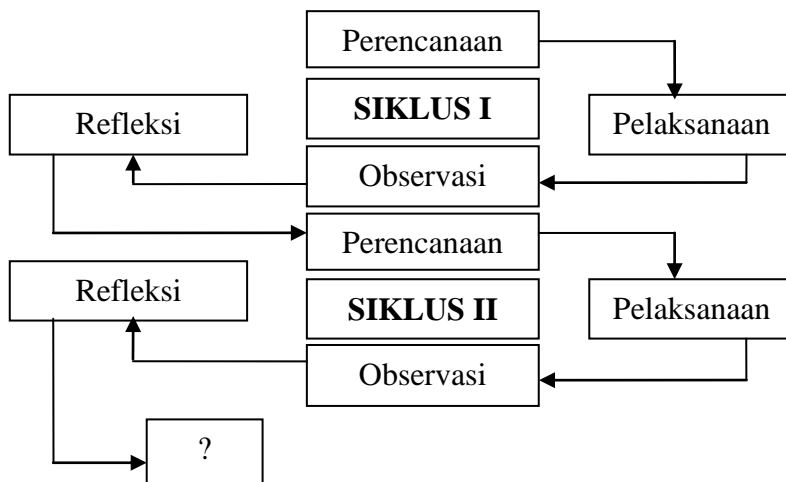 Perencanaan
SIKLUS I
Refleksi
Pelaksanaan
Observasi
Perencanaan
Refleksi
SIKLUS II
Pelaksanaan
Observasi
?